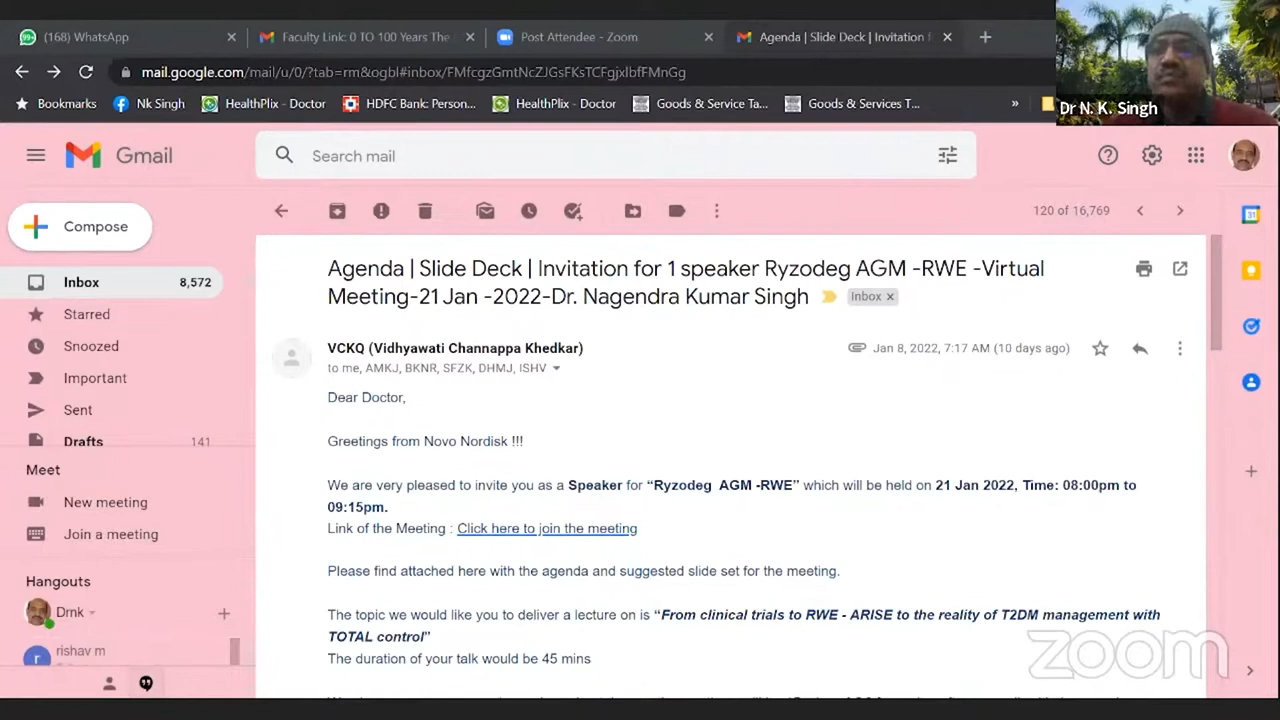 (168) WhatsApp
Faculty Link: 0 TO 100 Years The
Post Attendee - Zoom
Agenda | Slide Deck | Invitation f
mail.google.com/mail/u/0/?tab=rm&ogbl#inbox/FMfcgzGmtNcZJGsFKsTCFgjxlbfFMnGg
Bookmarks
Nk Singh
HealthPlix - Doctor
HDFC Bank: Person...
HealthPlix - Doctor
Goods & Service Ta...
Goods & Services T...
»
Dr N. K. Singh
Gmail
Search mail
Compose
120 of 16,769
Inbox 8,572
Starred
Snoozed
Important
Sent
Drafts 141
Meet
New meeting
Join a meeting
Hangouts
Drnk
rishav m
Agenda | Slide Deck | Invitation for 1 speaker Ryzodeg AGM -RWE -Virtual
Meeting-21 Jan -2022-Dr. Nagendra Kumar Singh
Inbox x
VCKQ (Vidhyawati Channappa Khedkar)
Jan 8, 2022, 7:17 AM (10 days ago)
to me, AMKJ, BKNR, SFZK, DHMJ, ISHV
Dear Doctor,
Greetings from Novo Nordisk !!!
We are very pleased to invite you as a Speaker for “Ryzodeg AGM -RWE” which will be held on 21 Jan 2022, Time: 08:00pm to
09:15pm.
Link of the Meeting : Click here to join the meeting
Please find attached here with the agenda and suggested slide set for the meeting.
The topic we would like you to deliver a lecture on is “From clinical trials to RWE - ARISE to the reality of T2DM management with
TOTAL control”
The duration of your talk would be 45 mins
31
zoom